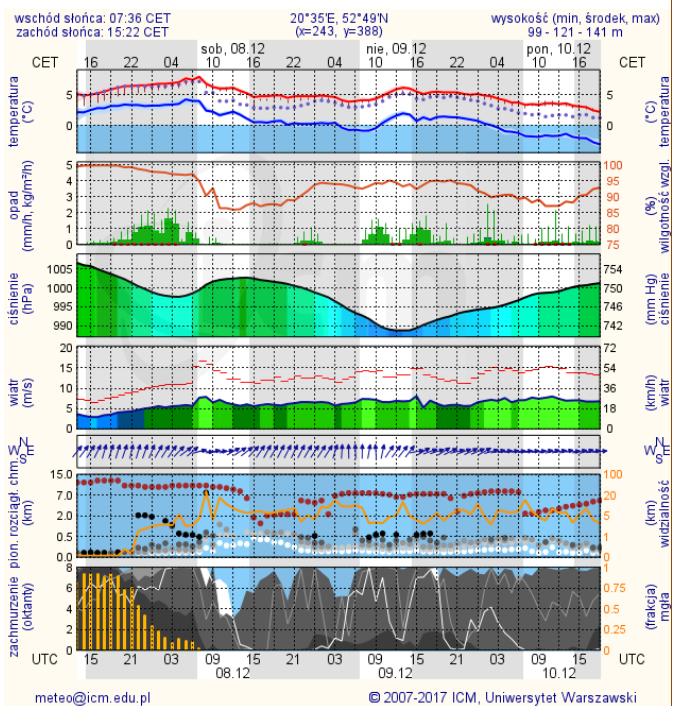 wschód słońca: 07:36 CET 20°35'E, 52°49'N wysokość (min, środek, max)
zachód słońca: 15:22 CET (x=243, y=388) 99 - 121 - 141 m
sob, 08.12 nie, 09.12 pon, 10.12
CET 16 22 04 10 16 22 04 10 16 22 04 10 16 CET
temperatura (°C)
5
0
temperatura (°C)
5
0
opad (mm/h, kg/m²/h)
5
4
3
2
1
0
wilgotność wzgl. (%)
100
95
90
85
80
75
ciśnienie (hPa)
1005
1000
995
990
ciśnienie (mm Hg)
754
750
746
742
wiatr (m/s)
20
15
10
5
0
wiatr (km/h)
72
54
36
18
0
N
W E
S
N
W E
S
pion. rozciągł. chm. (km)
15.0
7.0
2.0
0.5
0.0
widzialność (km)
100
20
5
1
0
zachmurzenie (oktanty)
8
6
4
2
0
mgła (frakcja)
1
0.75
0.5
0.25
0
UTC 15 21 03 09 15 21 03 09 15 21 03 09 15 UTC
08.12 09.12 10.12
meteo@icm.edu.pl © 2007-2017 ICM, Uniwersytet Warszawski